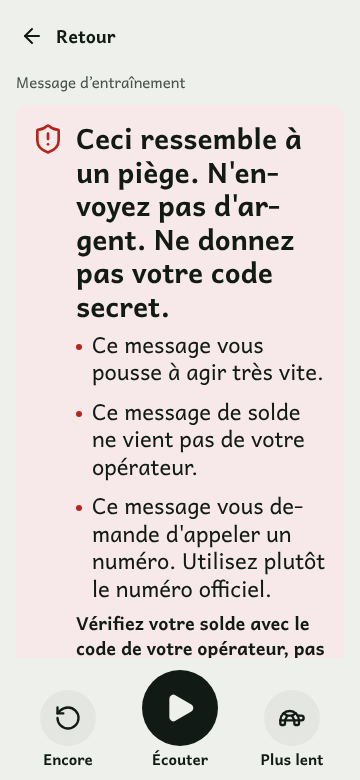 Retour
Message d’entraînement
Ceci ressemble à
un piège. N'en-
voyez pas d'ar-
gent. Ne donnez
pas votre code
secret.
• Ce message vous
pousse à agir très vite.
• Ce message de solde
ne vient pas de votre
opérateur.
• Ce message vous de-
mande d'appeler un
numéro. Utilisez plutôt
le numéro officiel.
Vérifiez votre solde avec le
code de votre opérateur, pas
Encore
Écouter
Plus lent